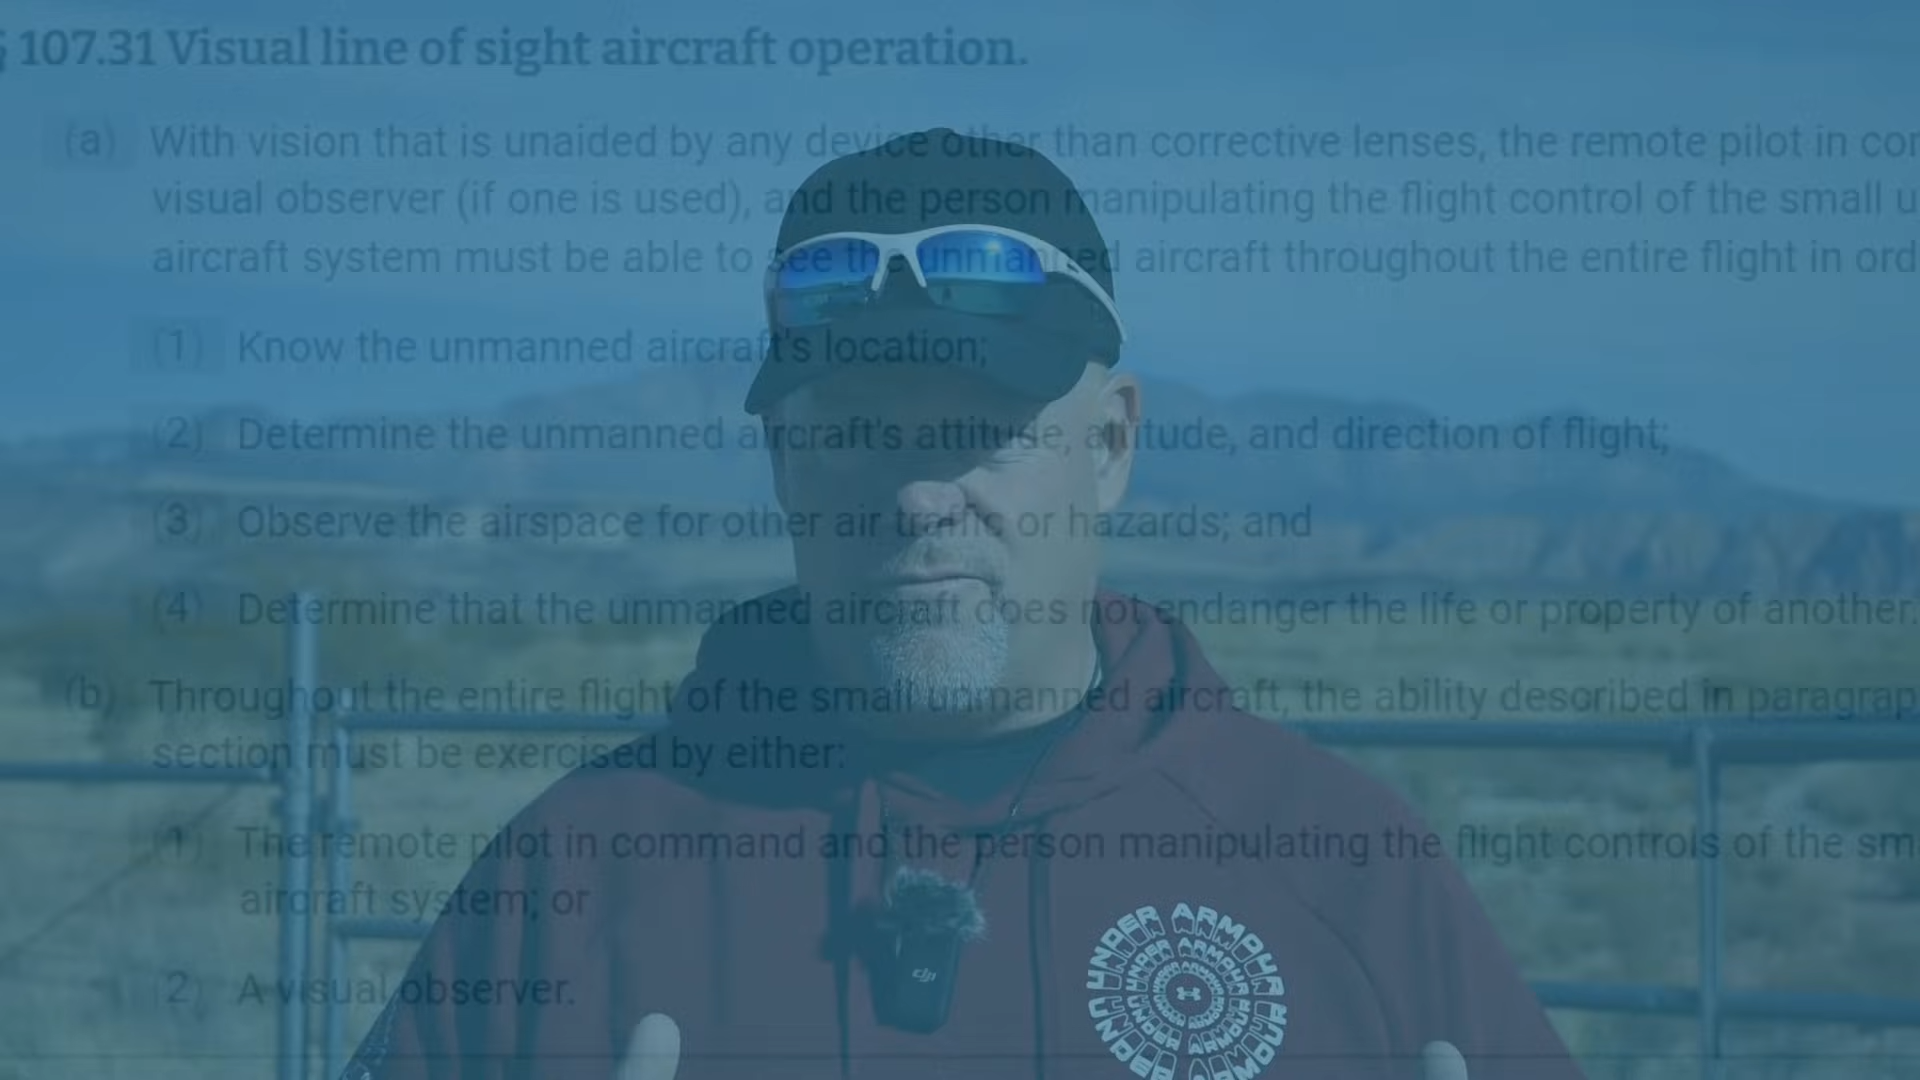 § 107.31 Visual line of sight aircraft operation.
(a) With vision that is unaided by any device other than corrective lenses, the remote pilot in
visual observer (if one is used), and the person manipulating the flight control of the small
aircraft system must be able to see the unmanned aircraft throughout the entire flight in
(1) Know the unmanned aircraft's location;
(2) Determine the unmanned aircraft's attitude, altitude, and direction of flight;
(3) Observe the airspace for other air traffic or hazards; and
(4) Determine that the unmanned aircraft does not endanger the life or property of another.
(b) Throughout the entire flight of the small unmanned aircraft, the ability described in
section must be exercised by either:
(1) The remote pilot in command and the person manipulating the flight controls of the
aircraft system; or
(2) A visual observer.
dji
UNDER ARMOUR UNDER ARMOUR
UNDER ARMOUR UNDER ARMOUR